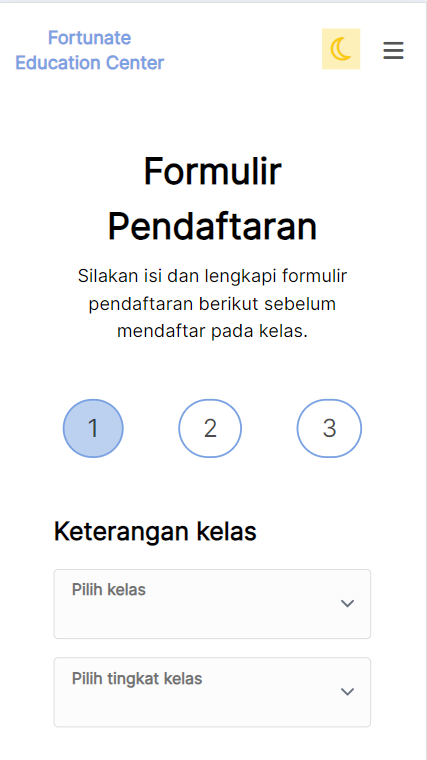 Fortunate
Education Center
Formulir
Pendaftaran
Silakan isi dan lengkapi formulir
pendaftaran berikut sebelum
mendaftar pada kelas.
1 2 3
Keterangan kelas
Pilih kelas
Pilih tingkat kelas